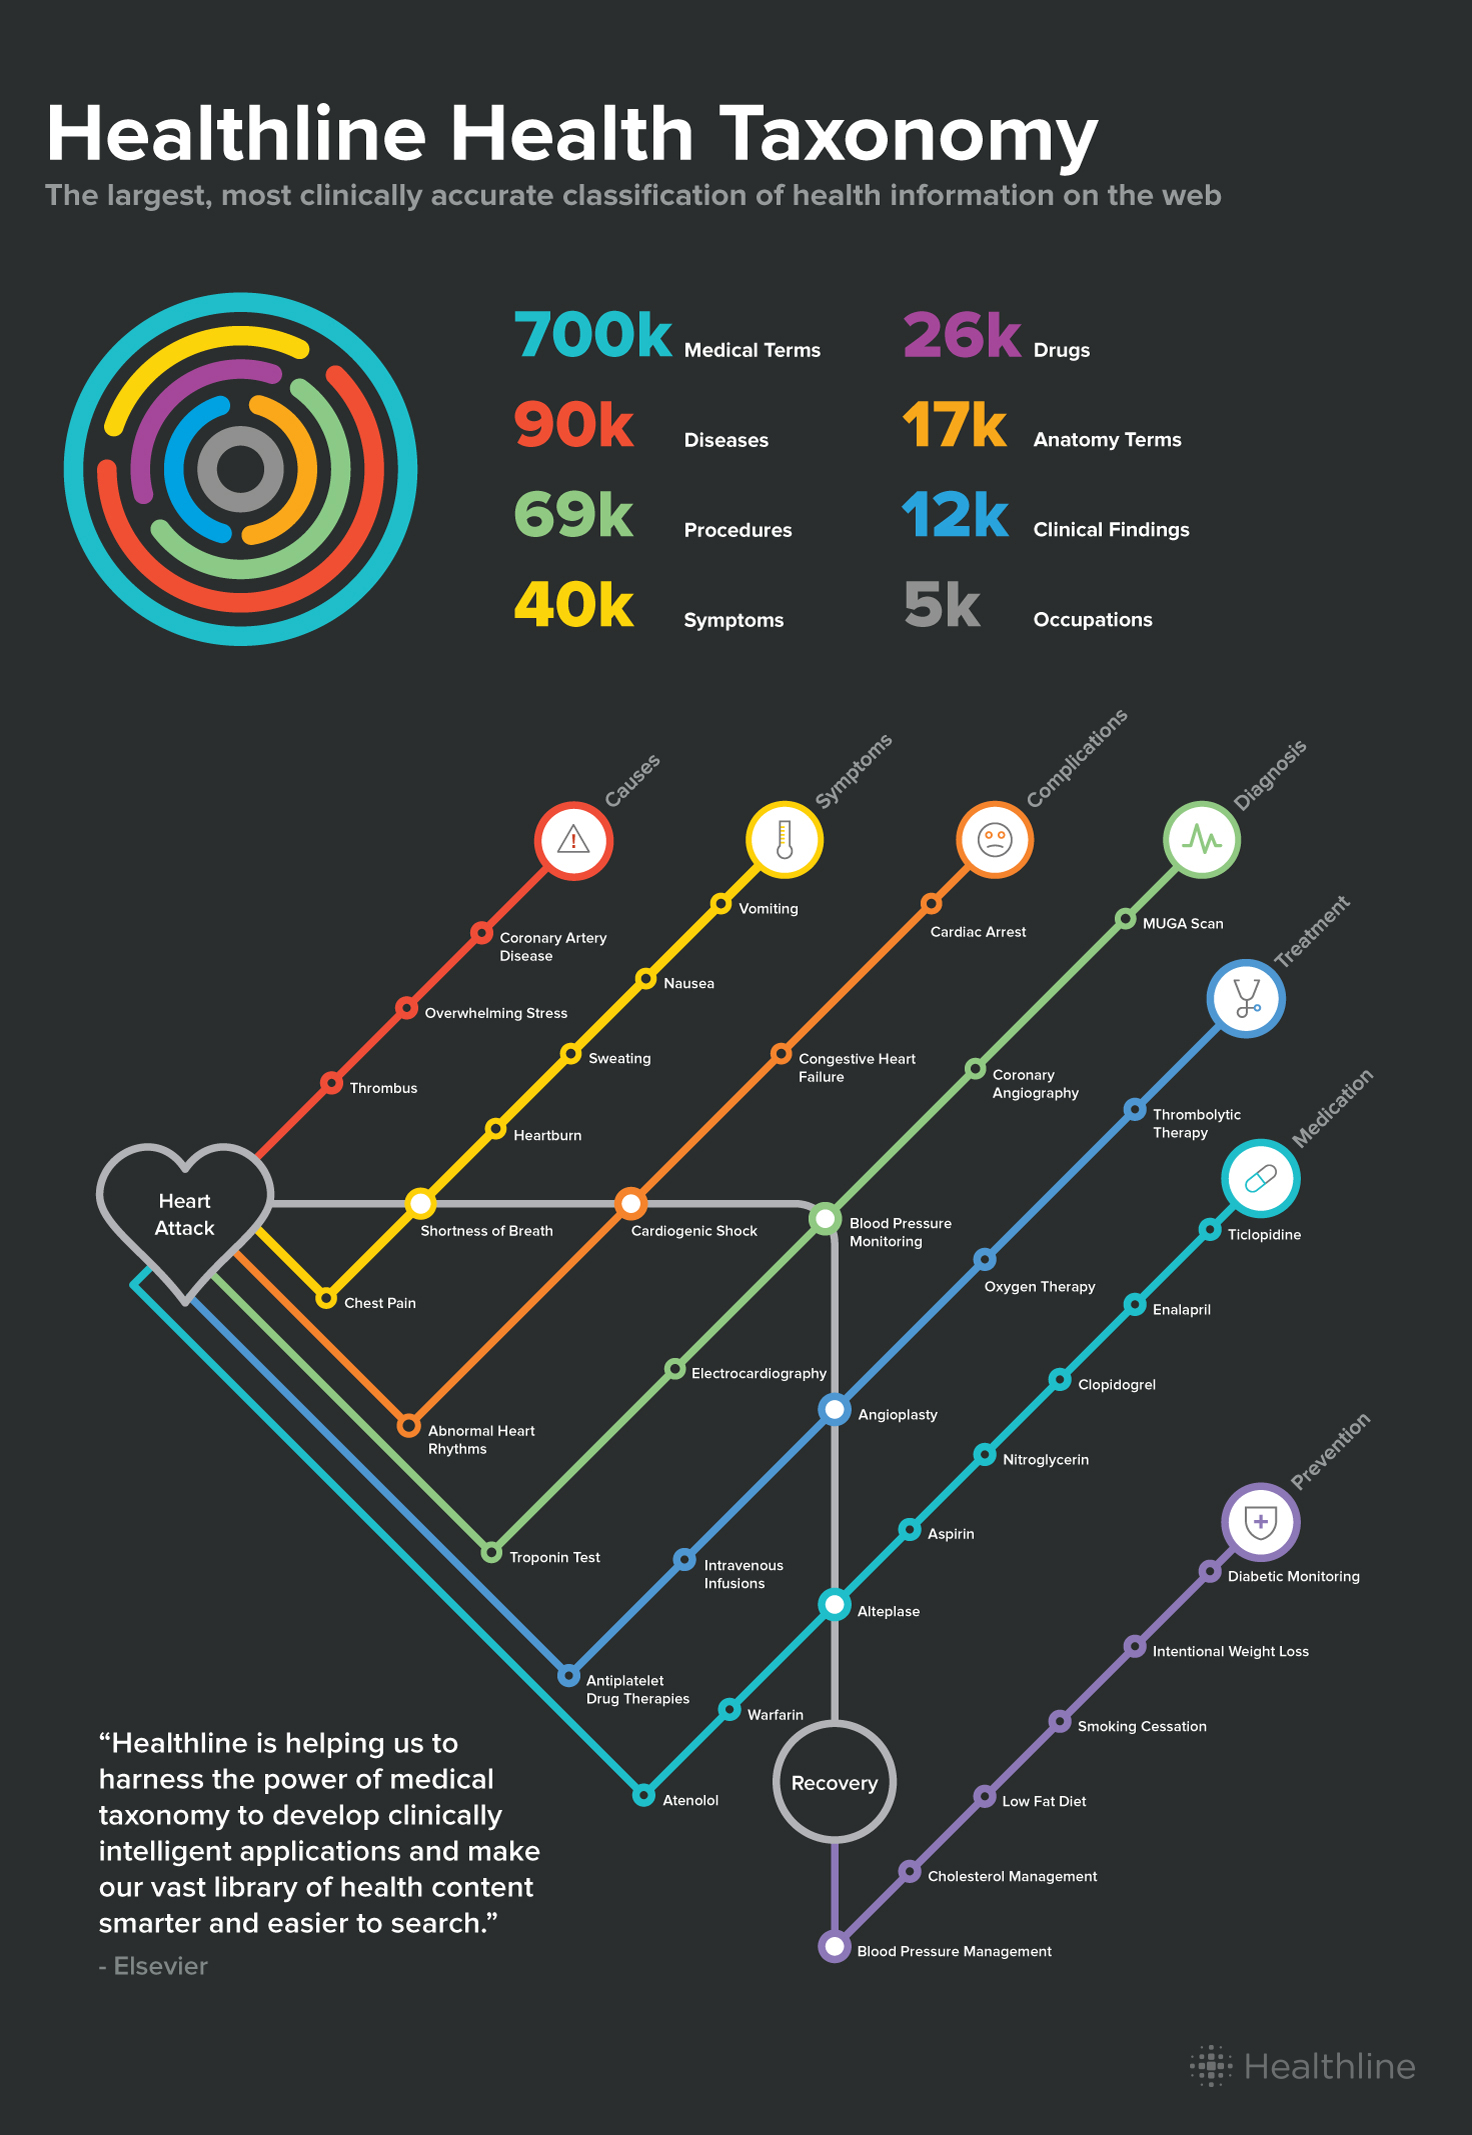 Healthline Health Taxonomy
The largest, most clinically accurate classification of health information on the web
700k Medical Terms
26k Drugs
90k Diseases
17k Anatomy Terms
69k Procedures
12k Clinical Findings
40k Symptoms
5k Occupations
Causes
Symptoms
Complications
Diagnosis
Treatment
Medication
Prevention
!
Coronary Artery
Disease
Overwhelming Stress
Thrombus
Vomiting
Nausea
Sweating
Heartburn
Shortness of Breath
Chest Pain
Cardiac Arrest
Congestive Heart
Failure
Cardiogenic Shock
Abnormal Heart
Rhythms
MUGA Scan
Coronary
Angiography
Blood Pressure
Monitoring
Electrocardiography
Troponin Test
Thrombolytic
Therapy
Oxygen Therapy
Angioplasty
Intravenous
Infusions
Antiplatelet
Drug Therapies
Ticlopidine
Enalapril
Clopidogrel
Nitroglycerin
Aspirin
Alteplase
Warfarin
Atenolol
Diabetic Monitoring
Intentional Weight Loss
Smoking Cessation
Low Fat Diet
Cholesterol Management
Blood Pressure Management
Heart
Attack
Recovery
“Healthline is helping us to
harness the power of medical
taxonomy to develop clinically
intelligent applications and make
our vast library of health content
smarter and easier to search.”
- Elsevier
Healthline